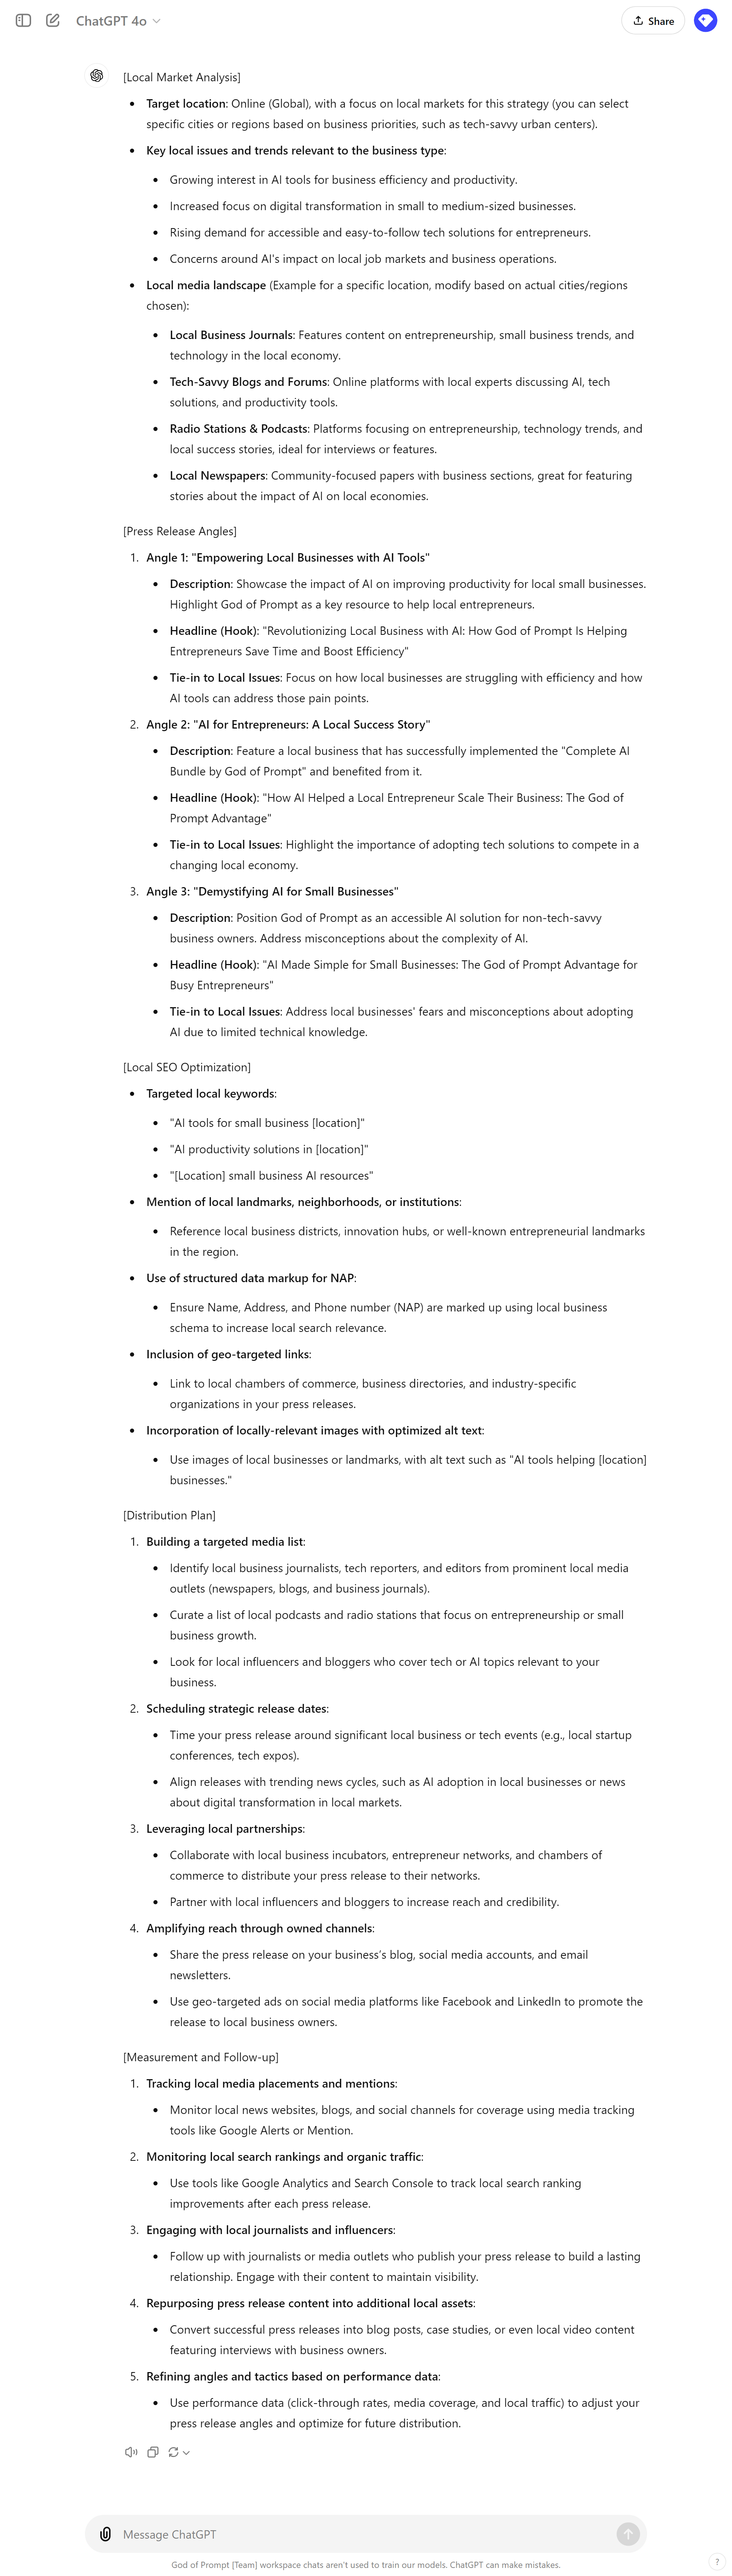 ChatGPT 4o
Share
[Local Market Analysis]
• Target location: Online (Global), with a focus on local markets for this strategy (you can select
specific cities or regions based on business priorities, such as tech-savvy urban centers).
• Key local issues and trends relevant to the business type:
• Growing interest in AI tools for business efficiency and productivity.
• Increased focus on digital transformation in small to medium-sized businesses.
• Rising demand for accessible and easy-to-follow tech solutions for entrepreneurs.
• Concerns around AI's impact on local job markets and business operations.
• Local media landscape (Example for a specific location, modify based on actual cities/regions
chosen):
• Local Business Journals: Features content on entrepreneurship, small business trends, and
technology in the local economy.
• Tech-Savvy Blogs and Forums: Online platforms with local experts discussing AI, tech
solutions, and productivity tools.
• Radio Stations & Podcasts: Platforms focusing on entrepreneurship, technology trends, and
local success stories, ideal for interviews or features.
• Local Newspapers: Community-focused papers with business sections, great for featuring
stories about the impact of AI on local economies.
[Press Release Angles]
1. Angle 1: "Empowering Local Businesses with AI Tools"
• Description: Showcase the impact of AI on improving productivity for local small businesses.
Highlight God of Prompt as a key resource to help local entrepreneurs.
• Headline (Hook): "Revolutionizing Local Business with AI: How God of Prompt Is Helping
Entrepreneurs Save Time and Boost Efficiency"
• Tie-in to Local Issues: Focus on how local businesses are struggling with efficiency and how
AI tools can address those pain points.
2. Angle 2: "AI for Entrepreneurs: A Local Success Story"
• Description: Feature a local business that has successfully implemented the "Complete AI
Bundle by God of Prompt" and benefited from it.
• Headline (Hook): "How AI Helped a Local Entrepreneur Scale Their Business: The God of
Prompt Advantage"
• Tie-in to Local Issues: Highlight the importance of adopting tech solutions to compete in a
changing local economy.
3. Angle 3: "Demystifying AI for Small Businesses"
• Description: Position God of Prompt as an accessible AI solution for non-tech-savvy
business owners. Address misconceptions about the complexity of AI.
• Headline (Hook): "AI Made Simple for Small Businesses: The God of Prompt Advantage for
Busy Entrepreneurs"
• Tie-in to Local Issues: Address local businesses' fears and misconceptions about adopting
AI due to limited technical knowledge.
[Local SEO Optimization]
• Targeted local keywords:
• "AI tools for small business [location]"
• "AI productivity solutions in [location]"
• "[Location] small business AI resources"
• Mention of local landmarks, neighborhoods, or institutions:
• Reference local business districts, innovation hubs, or well-known entrepreneurial landmarks
in the region.
• Use of structured data markup for NAP:
• Ensure Name, Address, and Phone number (NAP) are marked up using local business
schema to increase local search relevance.
• Inclusion of geo-targeted links:
• Link to local chambers of commerce, business directories, and industry-specific
organizations in your press releases.
• Incorporation of locally-relevant images with optimized alt text:
• Use images of local businesses or landmarks, with alt text such as "AI tools helping [location]
businesses."
[Distribution Plan]
1. Building a targeted media list:
• Identify local business journalists, tech reporters, and editors from prominent local media
outlets (newspapers, blogs, and business journals).
• Curate a list of local podcasts and radio stations that focus on entrepreneurship or small
business growth.
• Look for local influencers and bloggers who cover tech or AI topics relevant to your
business.
2. Scheduling strategic release dates:
• Time your press release around significant local business or tech events (e.g., local startup
conferences, tech expos).
• Align releases with trending news cycles, such as AI adoption in local businesses or news
about digital transformation in local markets.
3. Leveraging local partnerships:
• Collaborate with local business incubators, entrepreneur networks, and chambers of
commerce to distribute your press release to their networks.
• Partner with local influencers and bloggers to increase reach and credibility.
4. Amplifying reach through owned channels:
• Share the press release on your business's blog, social media accounts, and email
newsletters.
• Use geo-targeted ads on social media platforms like Facebook and LinkedIn to promote the
release to local business owners.
[Measurement and Follow-up]
1. Tracking local media placements and mentions:
• Monitor local news websites, blogs, and social channels for coverage using media tracking
tools like Google Alerts or Mention.
2. Monitoring local search rankings and organic traffic:
• Use tools like Google Analytics and Search Console to track local search ranking
improvements after each press release.
3. Engaging with local journalists and influencers:
• Follow up with journalists or media outlets who publish your press release to build a lasting
relationship. Engage with their content to maintain visibility.
4. Repurposing press release content into additional local assets:
• Convert successful press releases into blog posts, case studies, or even local video content
featuring interviews with business owners.
5. Refining angles and tactics based on performance data:
• Use performance data (click-through rates, media coverage, and local traffic) to adjust your
press release angles and optimize for future distribution.
Message ChatGPT
God of Prompt [Team] workspace chats aren't used to train our models. ChatGPT can make mistakes.
?